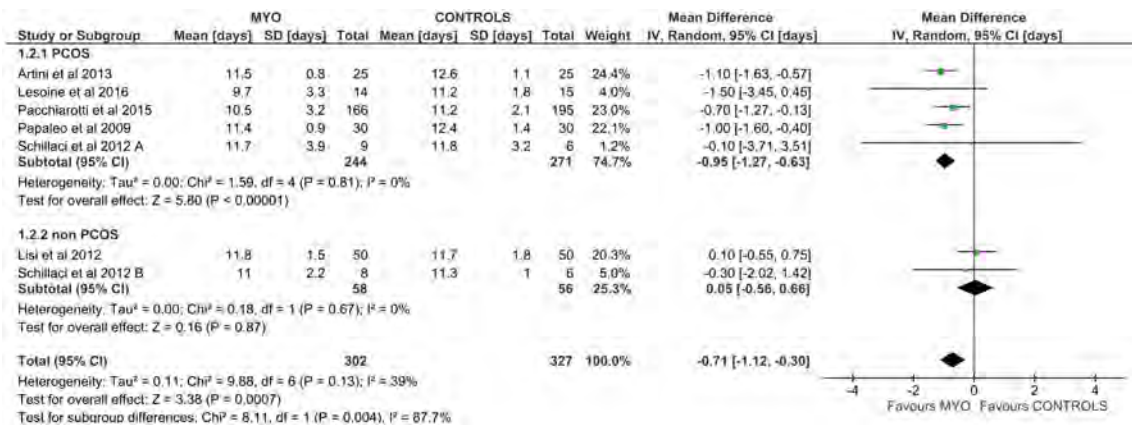 MYO CONTROLS Mean Difference Mean Difference
Study or Subgroup Mean [days] SD [days] Total Mean [days] SD [days] Total Weight IV, Random, 95% CI [days] IV, Random, 95% CI [days]
1.2.1 PCOS
Artini et al 2013 11.5 0.8 25 12.6 1.1 25 24.4% -1.10 [-1.63, -0.57]
Lesoine et al 2016 9.7 3.3 14 11.2 1.8 15 4.0% -1.50 [-3.45, 0.45]
Pacchiarotti et al 2015 10.5 3.2 166 11.2 2.1 195 23.0% -0.70 [-1.27, -0.13]
Papaleo et al 2009 11.4 0.9 30 12.4 1.4 30 22.1% -1.00 [-1.60, -0.40]
Schillaci et al 2012 A 11.7 3.9 9 11.8 3.2 6 1.2% -0.10 [-3.71, 3.51]
Subtotal (95% CI) 244 271 74.7% -0.95 [-1.27, -0.63]
Heterogeneity: Tau² = 0.00; Chi² = 1.59, df = 4 (P = 0.81); I² = 0%
Test for overall effect: Z = 5.80 (P < 0.00001)
1.2.2 non PCOS
Lisi et al 2012 11.8 1.5 50 11.7 1.8 50 20.3% 0.10 [-0.55, 0.75]
Schillaci et al 2012 B 11 2.2 8 11.3 1 6 5.0% -0.30 [-2.02, 1.42]
Subtotal (95% CI) 58 56 25.3% 0.05 [-0.56, 0.66]
Heterogeneity: Tau² = 0.00; Chi² = 0.18, df = 1 (P = 0.67); I² = 0%
Test for overall effect: Z = 0.16 (P = 0.87)
Total (95% CI) 302 327 100.0% -0.71 [-1.12, -0.30]
Heterogeneity: Tau² = 0.11; Chi² = 9.88, df = 6 (P = 0.13); I² = 39%
Test for overall effect: Z = 3.38 (P = 0.0007)
Test for subgroup differences: Chi² = 8.11, df = 1 (P = 0.004), I² = 87.7%
-4 -2 0 2 4
Favours MYO Favours CONTROLS